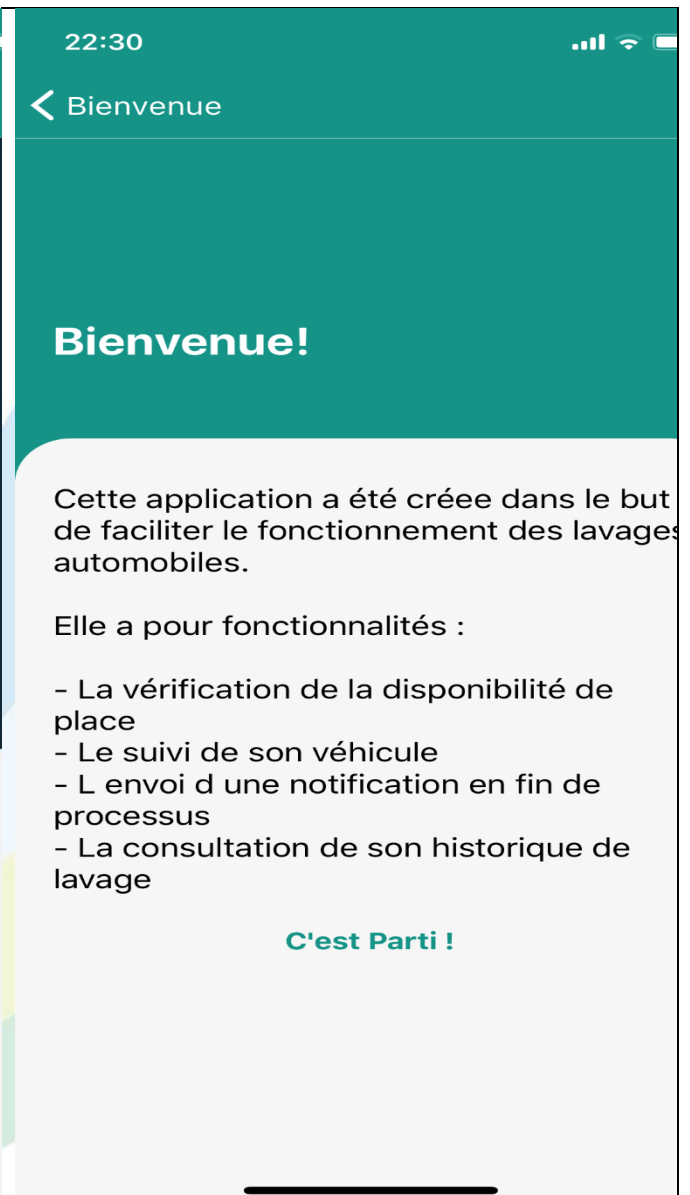 22:30
Bienvenue
Bienvenue!
Cette application a été créee dans le but
de faciliter le fonctionnement des lavages
automobiles.
Elle a pour fonctionnalités :
- La vérification de la disponibilité de
place
- Le suivi de son véhicule
- L envoi d une notification en fin de
processus
- La consultation de son historique de
lavage
C'est Parti !